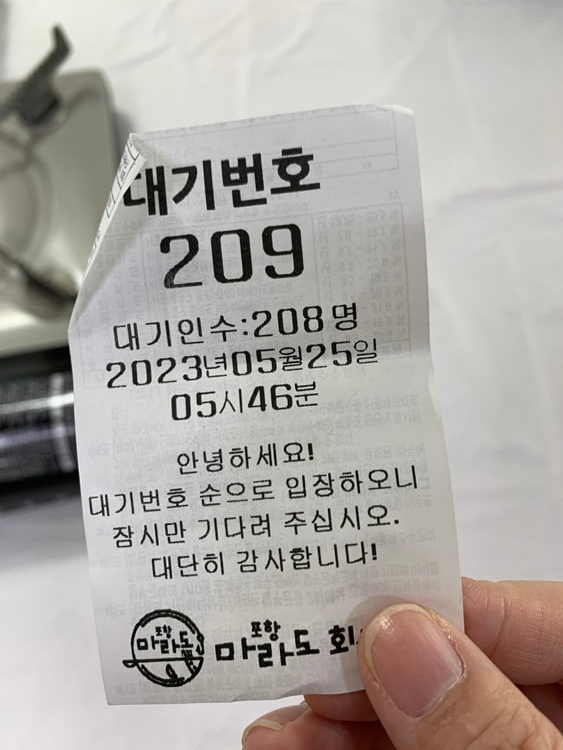 대기번호
209
대기인수:208명
2023년05월25일
05시46분
안녕하세요!
대기번호 순으로 입장하오니
잠시만 기다려 주십시오.
대단히 감사합니다!
포항
마라도
포항
마라도